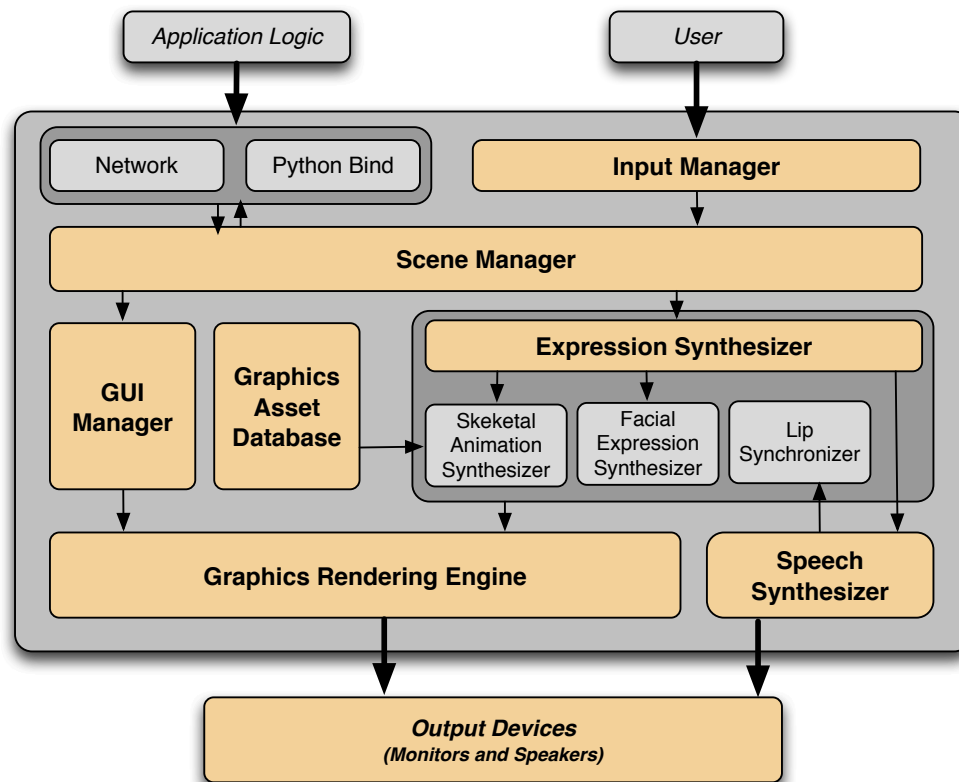 Application Logic
User
Network
Python Bind
Input Manager
Scene Manager
GUI
Manager
Graphics
Asset
Database
Expression Synthesizer
Skeketal
Animation
Synthesizer
Facial
Expression
Synthesizer
Lip
Synchronizer
Graphics Rendering Engine
Speech
Synthesizer
Output Devices
(Monitors and Speakers)